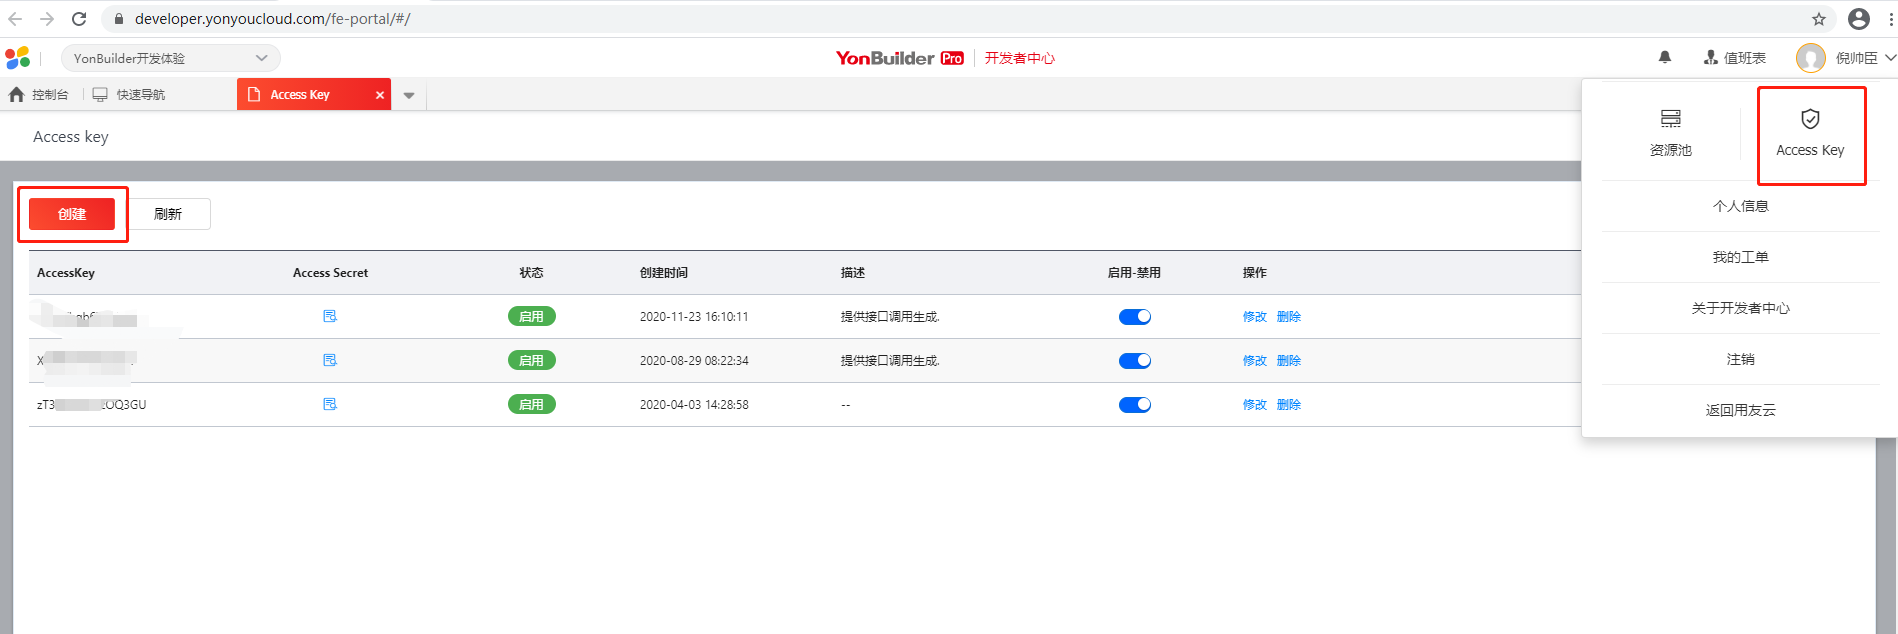 developer.yonyoucloud.com/fe-portal/#/
YonBuilder开发体验
YonBuilder Pro 开发者中心
值班表
倪帅臣
控制台
快速导航
Access Key
Access key
资源池
Access Key
个人信息
我的工单
关于开发者中心
注销
返回用友云
创建
刷新
AccessKey Access Secret 状态 创建时间 描述 启用-禁用 操作
启用 2020-11-23 16:10:11 提供接口调用生成. 修改 删除
X 启用 2020-08-29 08:22:34 提供接口调用生成. 修改 删除
zT3 OQ3GU 启用 2020-04-03 14:28:58 -- 修改 删除